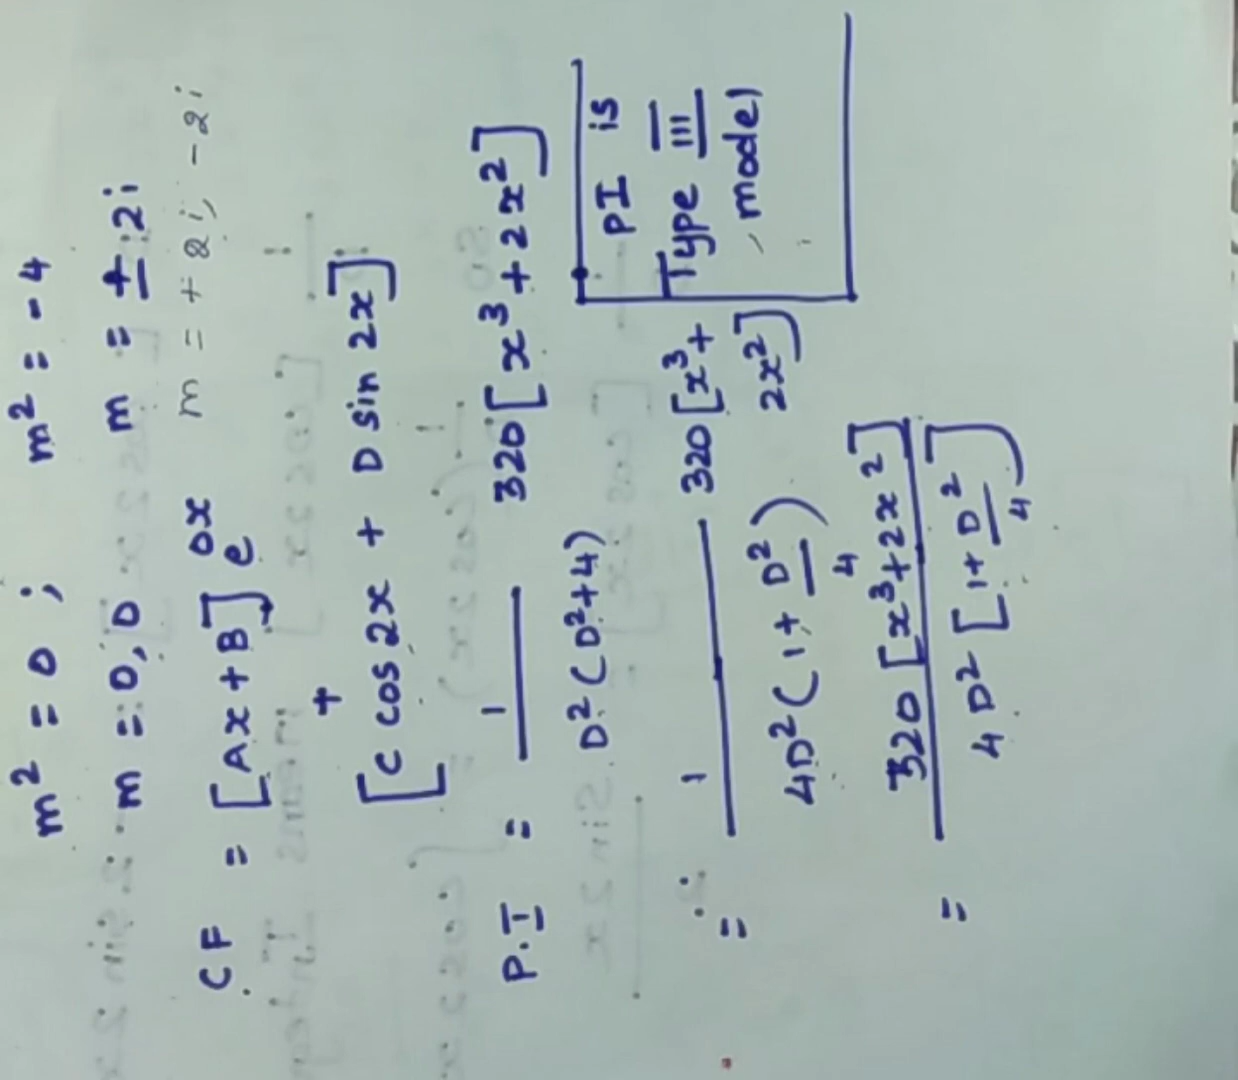 m² = 0 ; m² = -4
m = 0, 0 m = ± 2i
m = + 2i, - 2i
CF = [Ax + B] e^0x
+
[C cos 2x + D sin 2x]
P.I = 1 / D² (D² + 4) 320 [x³ + 2x²]
PI is
Type III
model
= 1 / 4D² (1 + D²/4) 320 [x³ +
2x²]
= 320 [x³ + 2x²] / 4 D² [1 + D²/4]